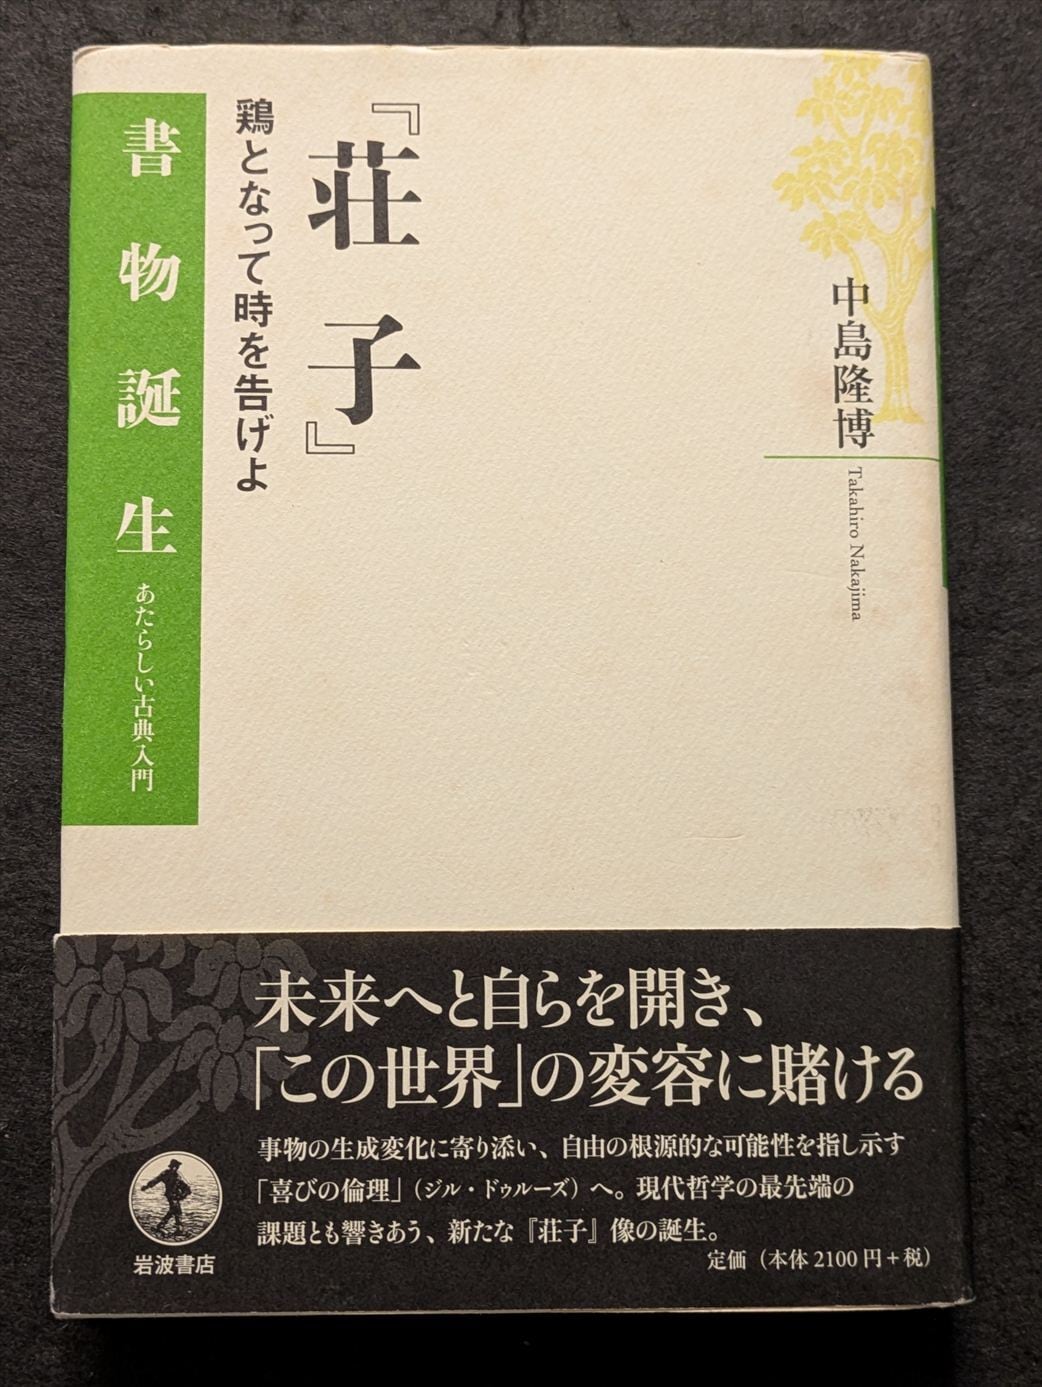 『荘子』
鶏となって時を告げよ
中島隆博
Takahiro Nakajima
書物誕生
あたらしい古典入門
未来へと自らを開き、
「この世界」の変容に賭ける
事物の生成変化に寄り添い、自由の根源的な可能性を指し示す
「喜びの倫理」（ジル・ドゥルーズ）へ。現代哲学の最先端の
課題とも響きあう、新たな『荘子』像の誕生。
定価（本体 2100 円＋税）
岩波書店